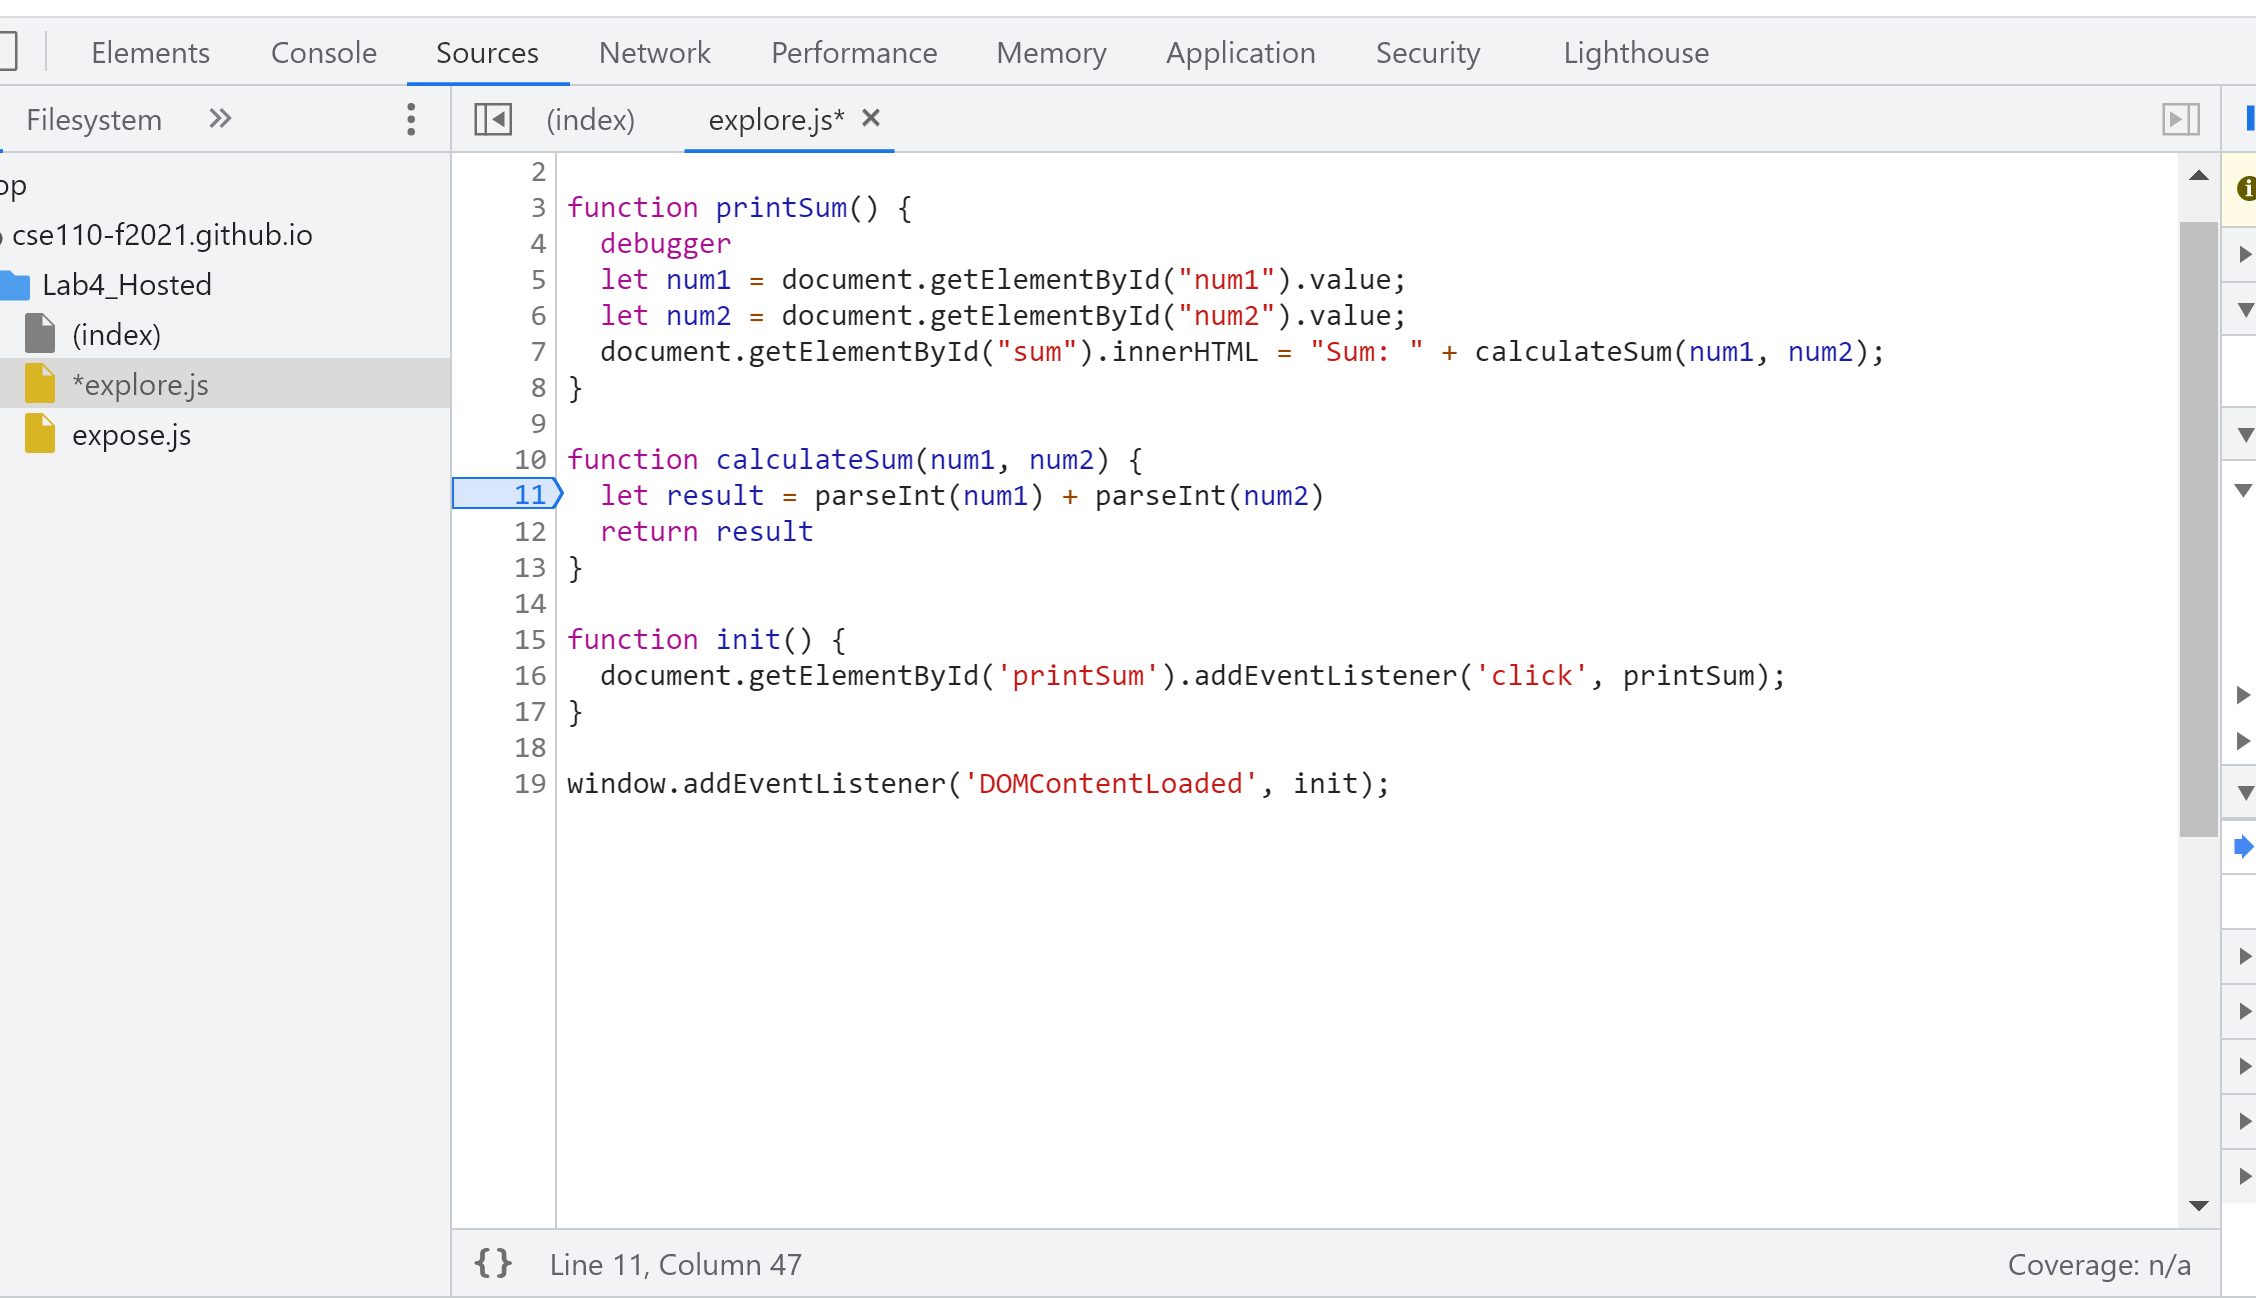 Elements Console Sources Network Performance Memory Application Security Lighthouse
Filesystem (index) explore.js*
op
cse110-f2021.github.io
Lab4_Hosted
(index)
*explore.js
expose.js
2
3 function printSum() {
4   debugger
5   let num1 = document.getElementById("num1").value;
6   let num2 = document.getElementById("num2").value;
7   document.getElementById("sum").innerHTML = "Sum: " + calculateSum(num1, num2);
8 }
9
10 function calculateSum(num1, num2) {
11   let result = parseInt(num1) + parseInt(num2)
12   return result
13 }
14
15 function init() {
16   document.getElementById('printSum').addEventListener('click', printSum);
17 }
18
19 window.addEventListener('DOMContentLoaded', init);
{} Line 11, Column 47 Coverage: n/a